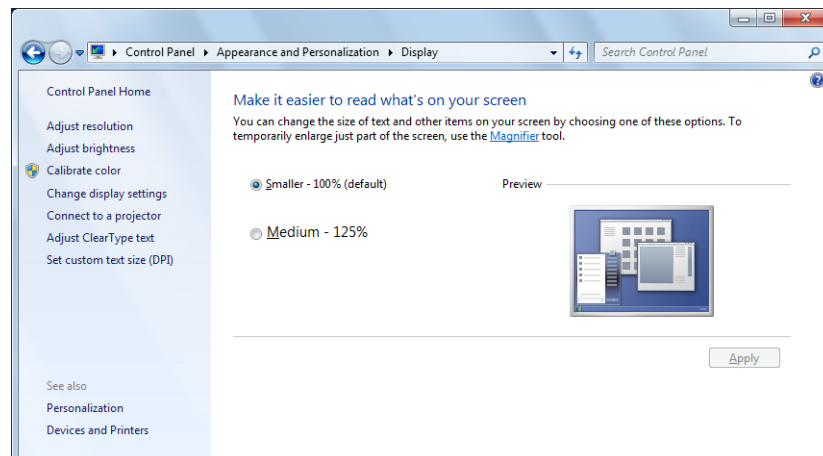 Control Panel Appearance and Personalization Display Search Control Panel
Control Panel Home
Adjust resolution
Adjust brightness
Calibrate color
Change display settings
Connect to a projector
Adjust ClearType text
Set custom text size (DPI)
See also
Personalization
Devices and Printers
Make it easier to read what's on your screen
You can change the size of text and other items on your screen by choosing one of these options. To
temporarily enlarge just part of the screen, use the Magnifier tool.
Smaller - 100% (default)
Medium - 125%
Preview
Apply